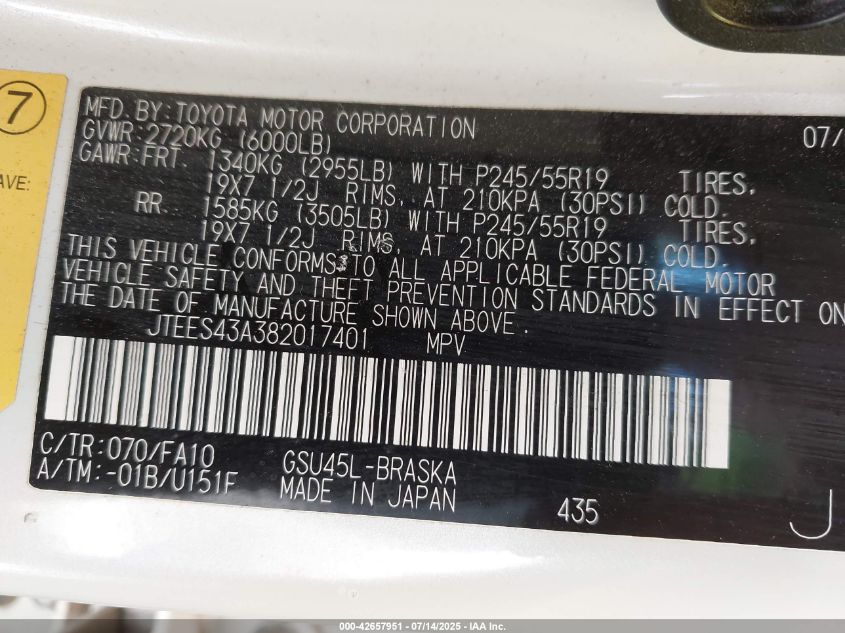 7
AVE:
MFD. BY: TOYOTA MOTOR CORPORATION 07/
GVWR: 2720KG (6000LB)
GAWR: FRT. 1340KG (2955LB) WITH P245/55R19 TIRES,
19X7 1/2J RIMS, AT 210KPA (30PSI) COLD.
RR. 1585KG (3505LB) WITH P245/55R19 TIRES,
19X7 1/2J RIMS, AT 210KPA (30PSI) COLD.
THIS VEHICLE CONFORMS TO ALL APPLICABLE FEDERAL MOTOR
VEHICLE SAFETY AND THEFT PREVENTION STANDARDS IN EFFECT ON
THE DATE OF MANUFACTURE SHOWN ABOVE.
JTEES43A382017401 MPV
C/TR: 070/FA10 GSU45L-BRASKA
A/TM: -01B/U151F MADE IN JAPAN 435
J
000-42657951 | 07/14/2025 - IAA Inc.